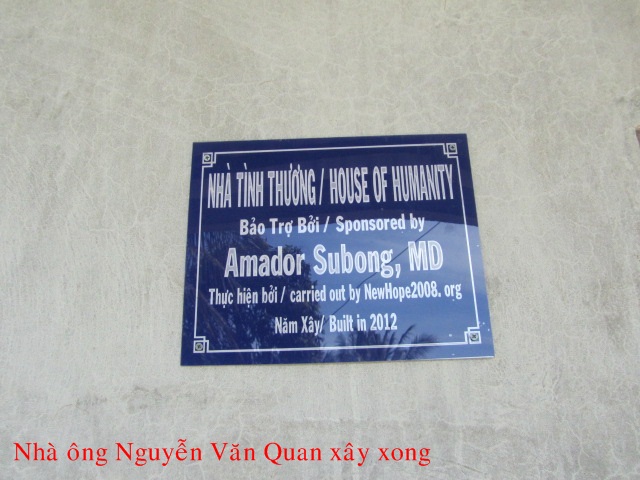 NHÀ TÌNH THƯƠNG / HOUSE OF HUMANITY
Bảo Trợ Bởi / Sponsored by
Amador Subong, MD
Thực hiện bởi / carried out by NewHope2008. org
Năm Xây/ Built in 2012
Nhà ông Nguyễn Văn Quan xây xong